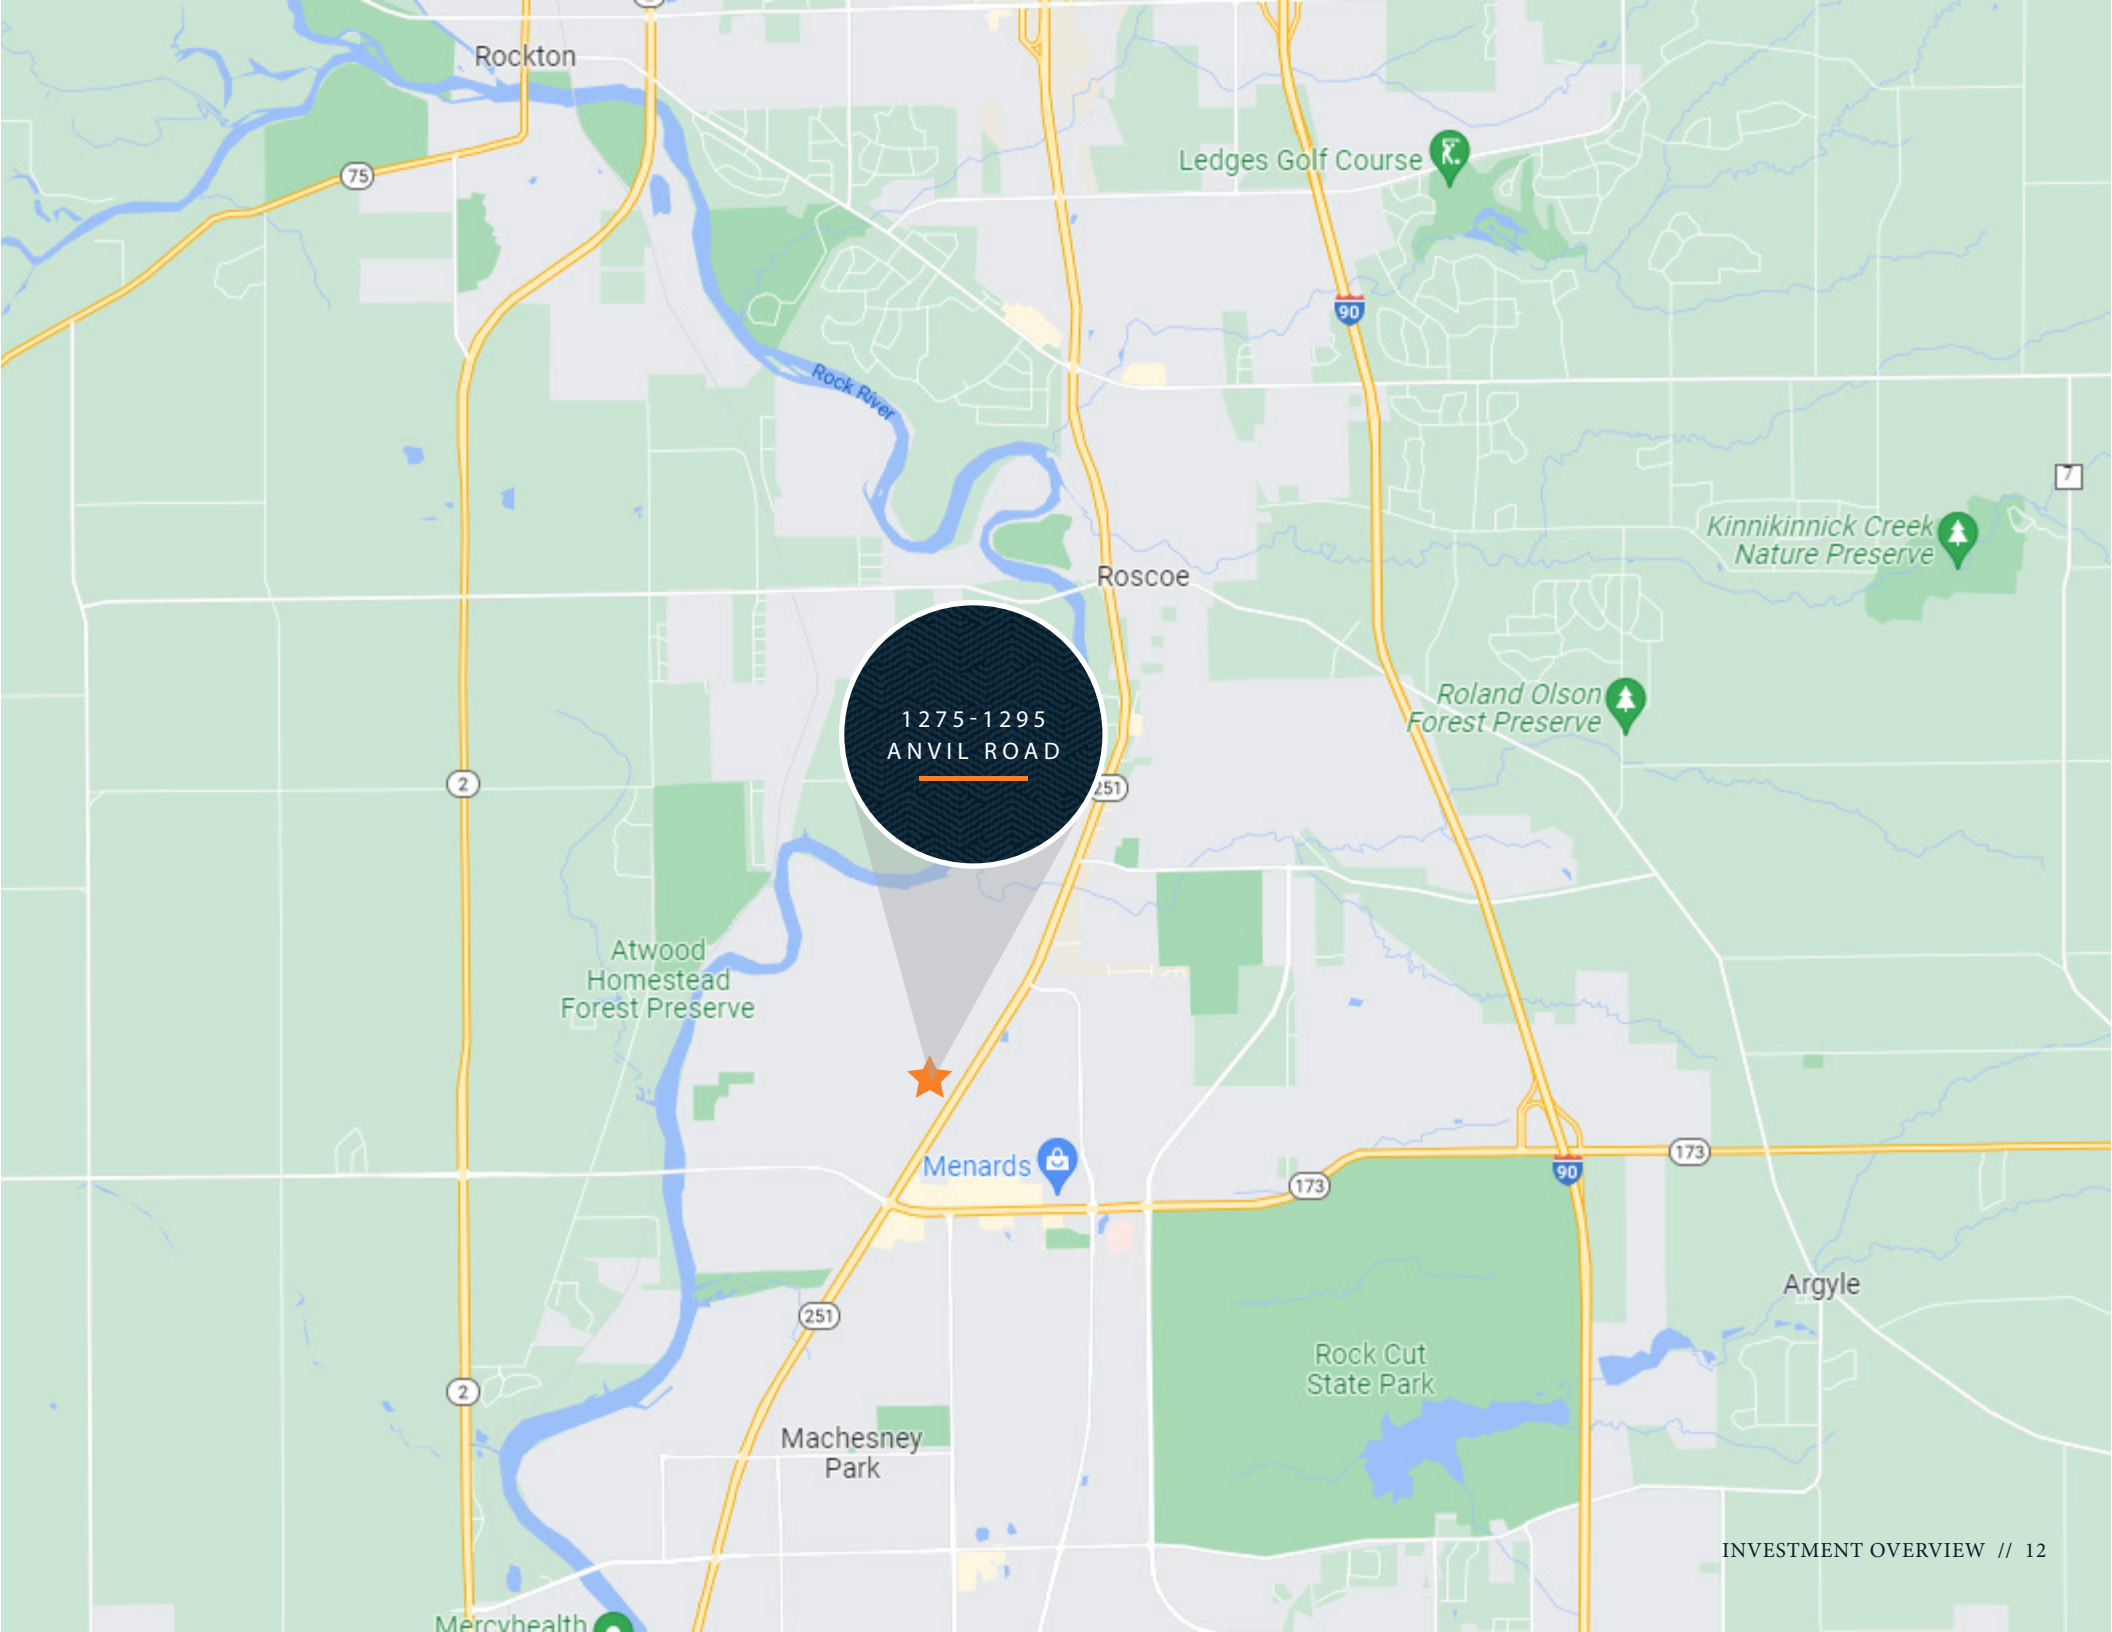 Rockton
75
Ledges Golf Course
90
Rock River
7
Kinnikinnick Creek
Nature Preserve
Roscoe
Roland Olson
Forest Preserve
1275-1295
ANVIL ROAD
2
251
Atwood
Homestead
Forest Preserve
Menards
173
173
90
251
Argyle
Rock Cut
State Park
2
Machesney
Park
INVESTMENT OVERVIEW // 12
Mercyhealth